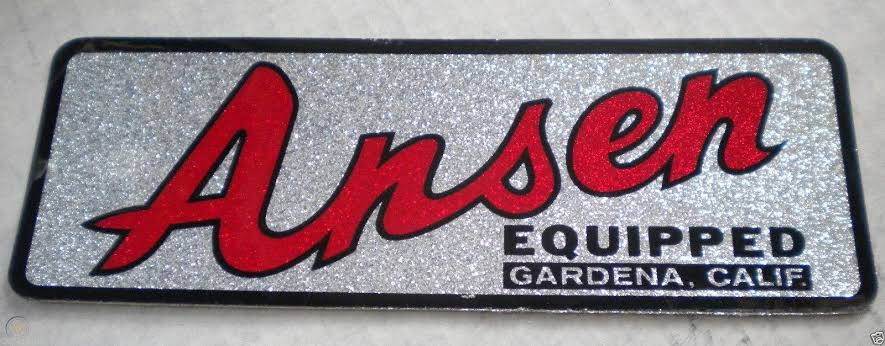 Ansen
EQUIPPED
GARDENA, CALIF.